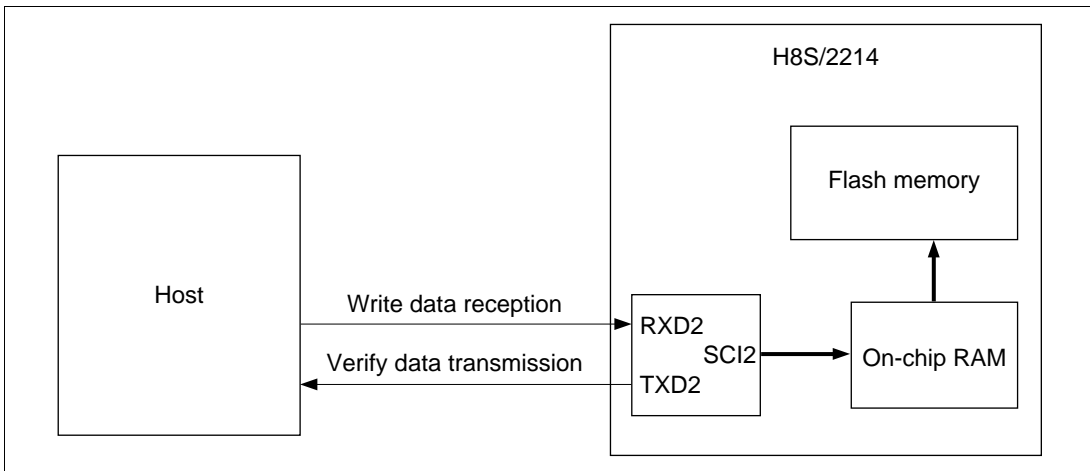 H8S/2214
Flash memory
Host
Write data reception
RXD2
SCI2
On-chip RAM
Verify data transmission
TXD2